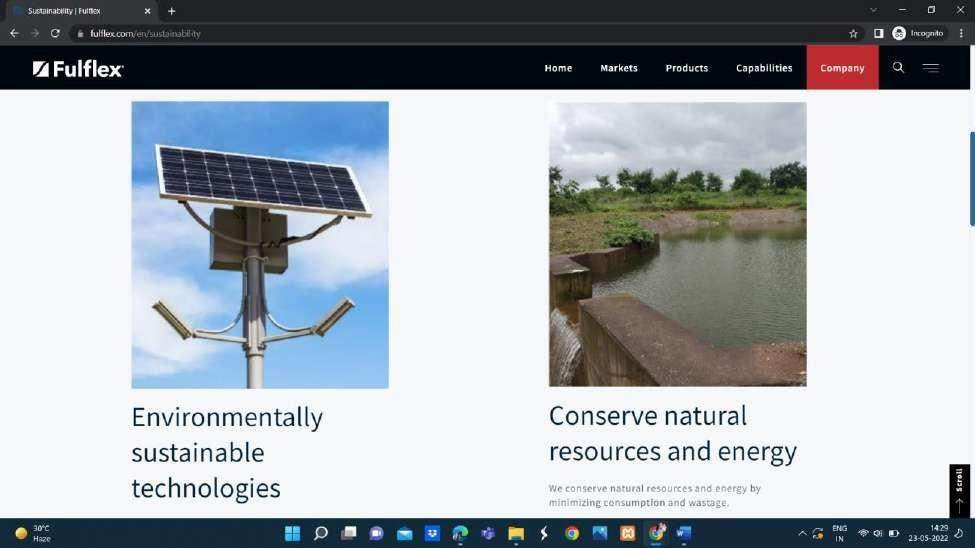 Sustainability | Fulflex
fulflex.com/en/sustainability
Incognito
Fulflex
Home
Markets
Products
Capabilities
Company
Environmentally
sustainable
technologies
Conserve natural
resources and energy
We conserve natural resources and energy by
minimizing consumption and wastage.
Scroll
30°C
Haze
ENG
IN
14:29
23-05-2022